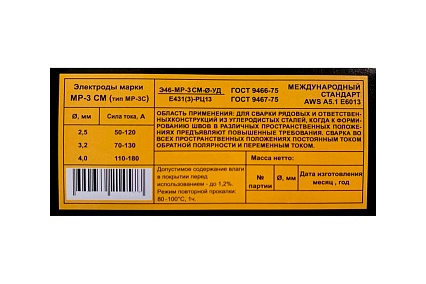 Электроды марки
МР-3 СМ (тип МР-3С)
Ø, мм Сила тока, А
2,5 50-120
3,2 70-130
4,0 110-180
Э46-МР-3 СМ-Ø-УД
Е431(3)-РЦ13
ГОСТ 9466-75
ГОСТ 9467-75
МЕЖДУНАРОДНЫЙ
СТАНДАРТ
AWS A5.1 E6013
ОБЛАСТЬ ПРИМЕНЕНИЯ: ДЛЯ СВАРКИ РЯДОВЫХ И ОТВЕТСТВЕН-
НЫХКОНСТРУКЦИЙ ИЗ УГЛЕРОДИСТЫХ СТАЛЕЙ, КОГДА К ФОРМИ-
РОВАНИЮ ШВОВ В РАЗЛИЧНЫХ ПРОСТРАНСТВЕННЫХ ПОЛОЖЕ-
НИЯХ ПРЕДЪЯВЛЯЮТ ПОВЫШЕННЫЕ ТРЕБОВАНИЯ. СВАРКА ВО
ВСЕХ ПРОСТРАНСТВЕННЫХ ПОЛОЖЕНИЯХ ПОСТОЯННЫМ ТОКОМ
ОБРАТНОЙ ПОЛЯРНОСТИ И ПЕРЕМЕННЫМ ТОКОМ.
Допустимое содержание влаги
в покрытии перед
использованием - до 1,2%.
Режим повторной прокалки:
80-100°С, 1ч.
Масса нетто:
№
партии
Ø, мм
Дата изготовления
месяц , год